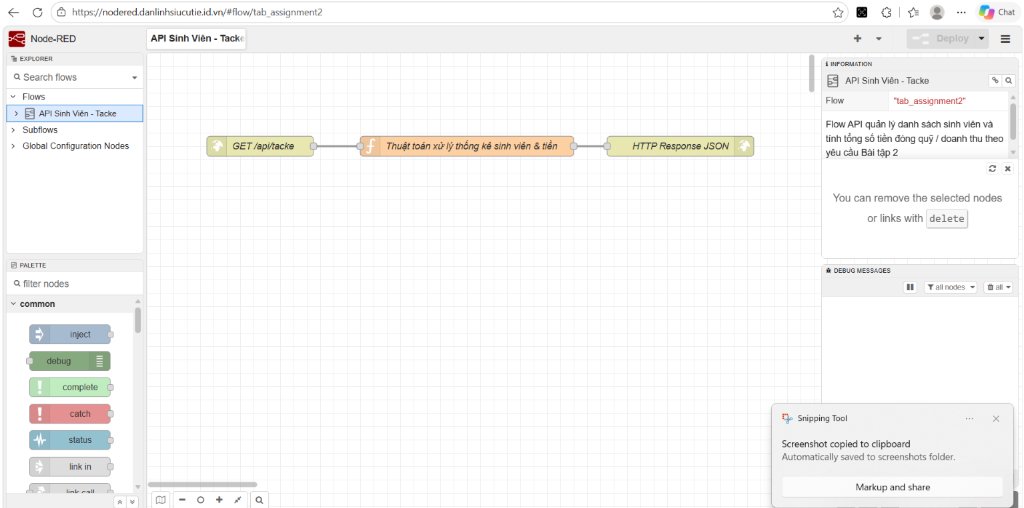 https://nodered.danlinhsiucutie.id.vn/#flow/tab_assignment2
Chat
Node-RED
API Sinh Viên - Tacke
Deploy
EXPLORER
Search flows
Flows
API Sinh Viên - Tacke
Subflows
Global Configuration Nodes
PALETTE
filter nodes
common
inject
debug
complete
catch
status
link in
link call
GET /api/tacke
Thuật toán xử lý thống kê sinh viên & tiền
HTTP Response JSON
INFORMATION
API Sinh Viên - Tacke
Flow "tab_assignment2"
Flow API quản lý danh sách sinh viên và
tính tổng số tiền đóng quỹ / doanh thu theo
yêu cầu Bài tập 2
You can remove the selected nodes
or links with delete
DEBUG MESSAGES
all nodes
all
Snipping Tool
Screenshot copied to clipboard
Automatically saved to screenshots folder.
Markup and share